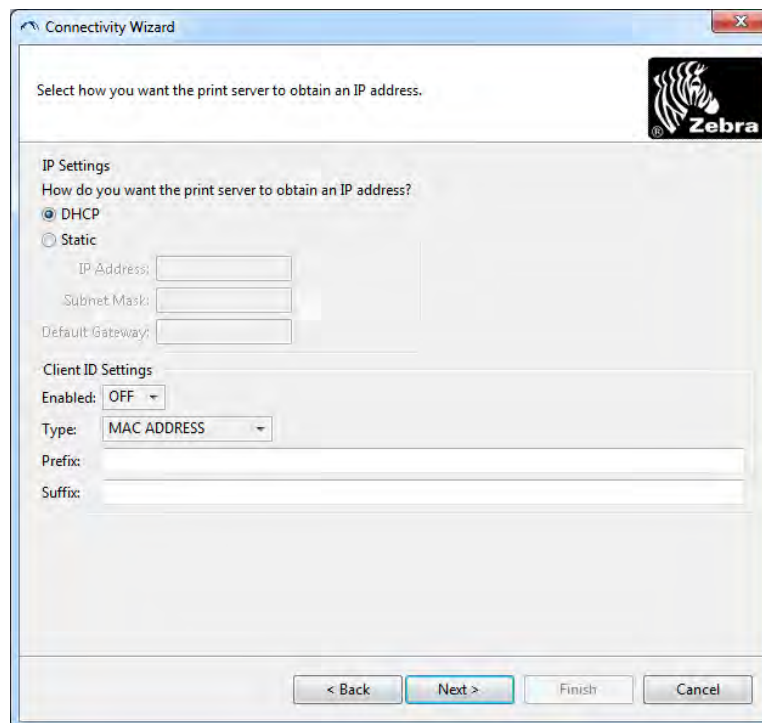 Connectivity Wizard
Select how you want the print server to obtain an IP address.
® Zebra
IP Settings
How do you want the print server to obtain an IP address?
DHCP
Static
IP Address:
Subnet Mask:
Default Gateway:
Client ID Settings
Enabled: OFF
Type: MAC ADDRESS
Prefix:
Suffix:
< Back Next > Finish Cancel